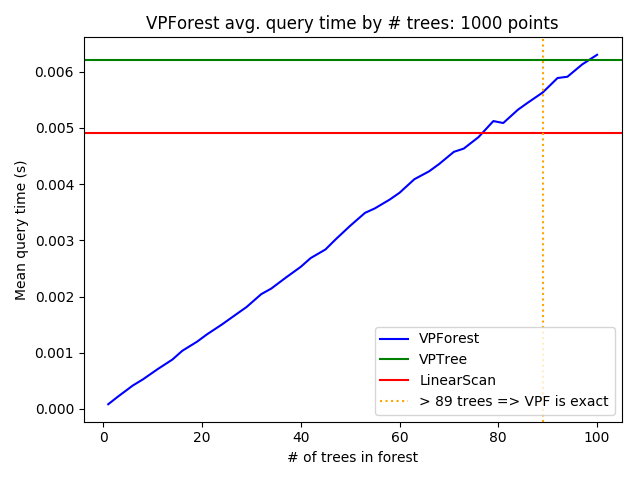 VPForest avg. query time by # trees: 1000 points
Mean query time (s)
0.006
0.005
0.004
0.003
0.002
0.001
0.000
VPForest
VPTree
LinearScan
> 89 trees => VPF is exact
0 20 40 60 80 100
# of trees in forest